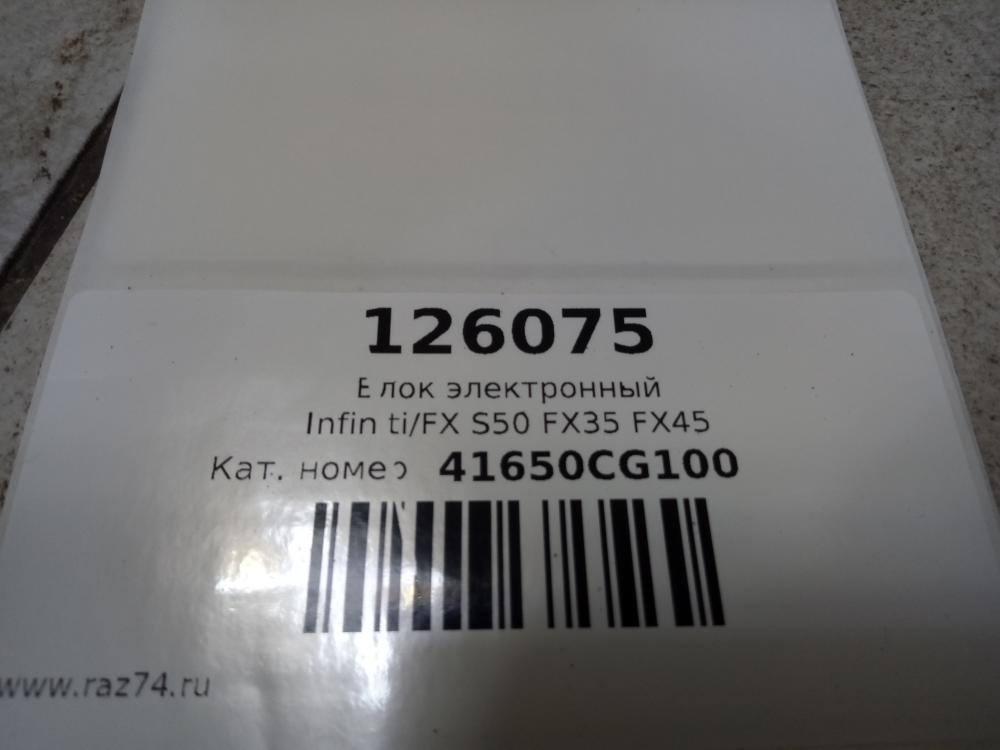 126075
Блок электронный
Infiniti/FX S50 FX35 FX45
Кат. номер 41650CG100
www.raz74.ru